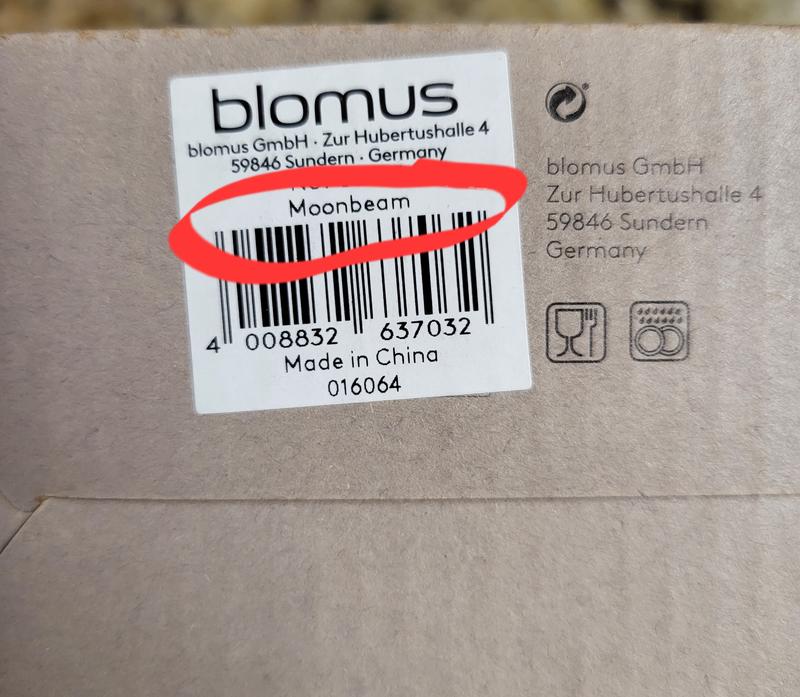 blomus
blomus GmbH · Zur Hubertushalle 4
59846 Sundern · Germany
Moonbeam
4 008832 637032
Made in China
016064
blomus GmbH
Zur Hubertushalle 4
59846 Sundern
Germany